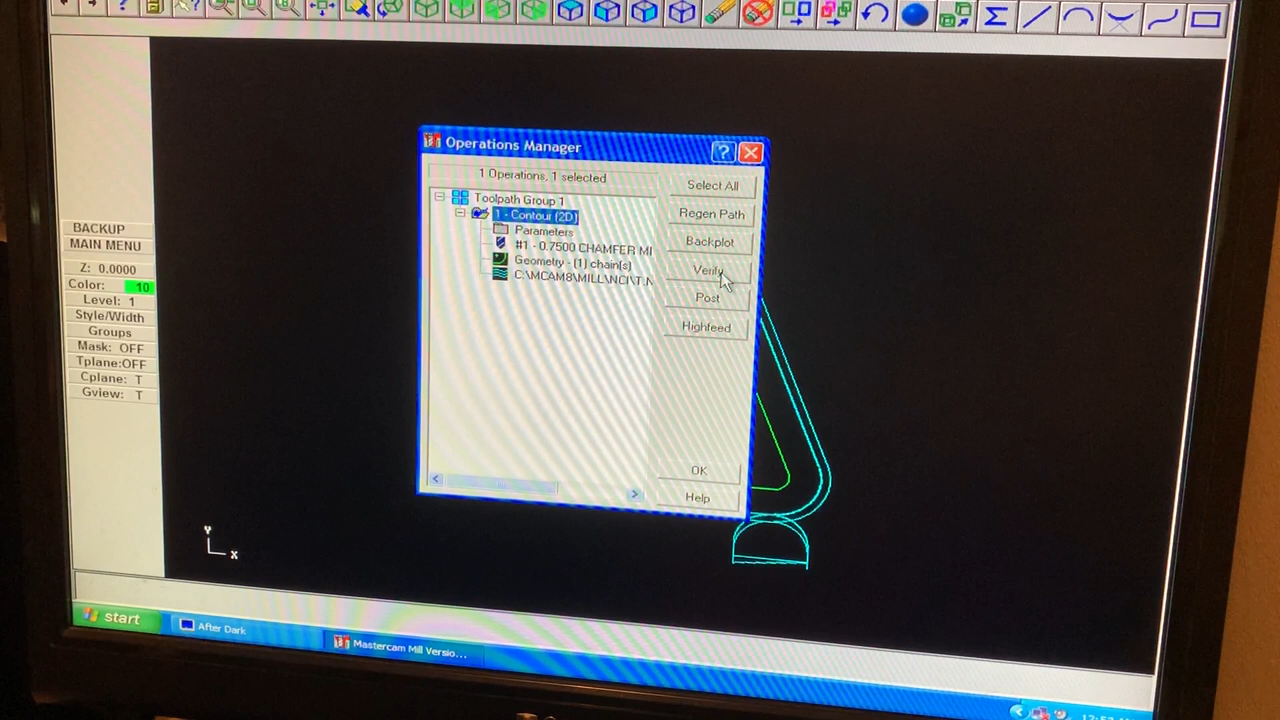 Operations Manager
1 Operations, 1 selected
Toolpath Group 1
1 - Contour (2D)
Parameters
#1 - 0.7500 CHAMFER MI
Geometry - (1) chain(s)
C:\MCAM8\MILL\NCI\T.N
Select All
Regen Path
Backplot
Verify
Post
Highfeed
OK
Help
BACKUP
MAIN MENU
Z: 0.0000
Color: 10
Level: 1
Style/Width
Groups
Mask: OFF
Tplane:OFF
Cplane: T
Gview: T
Y
X
start
After Dark
Mastercam Mill Versio...